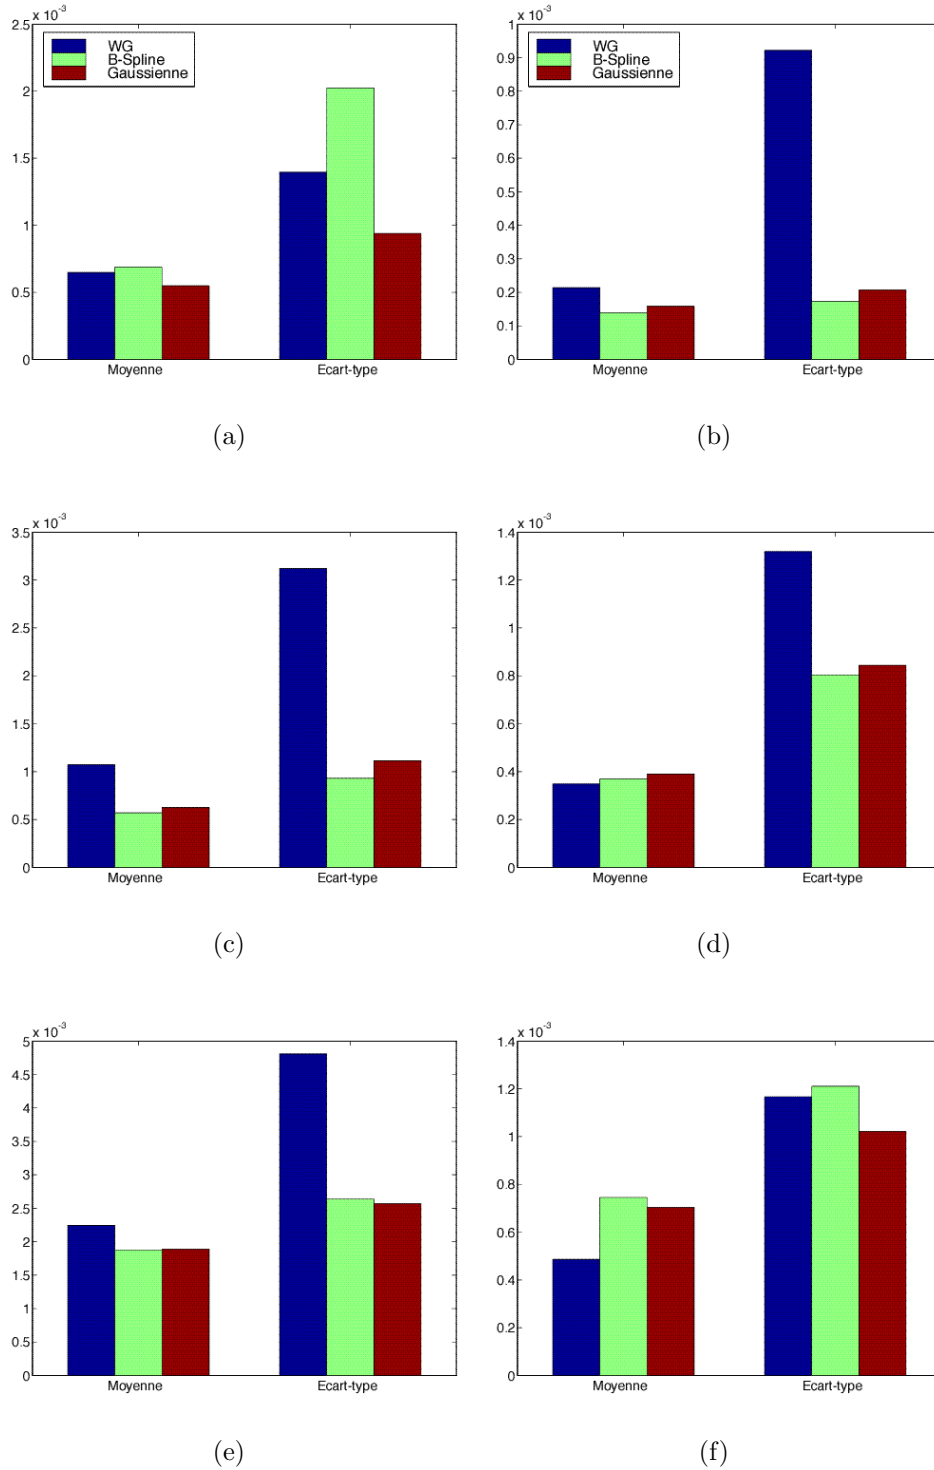 x 10^-3
2.5
2
1.5
1
0.5
0
WG
B-Spline
Gaussienne
Moyenne
Ecart-type
(a)
x 10^-3
1
0.9
0.8
0.7
0.6
0.5
0.4
0.3
0.2
0.1
0
WG
B-Spline
Gaussienne
Moyenne
Ecart-type
(b)
x 10^-3
3.5
3
2.5
2
1.5
1
0.5
0
Moyenne
Ecart-type
(c)
x 10^-3
1.4
1.2
1
0.8
0.6
0.4
0.2
0
Moyenne
Ecart-type
(d)
x 10^-3
5
4.5
4
3.5
3
2.5
2
1.5
1
0.5
0
Moyenne
Ecart-type
(e)
x 10^-3
1.4
1.2
1
0.8
0.6
0.4
0.2
0
Moyenne
Ecart-type
(f)